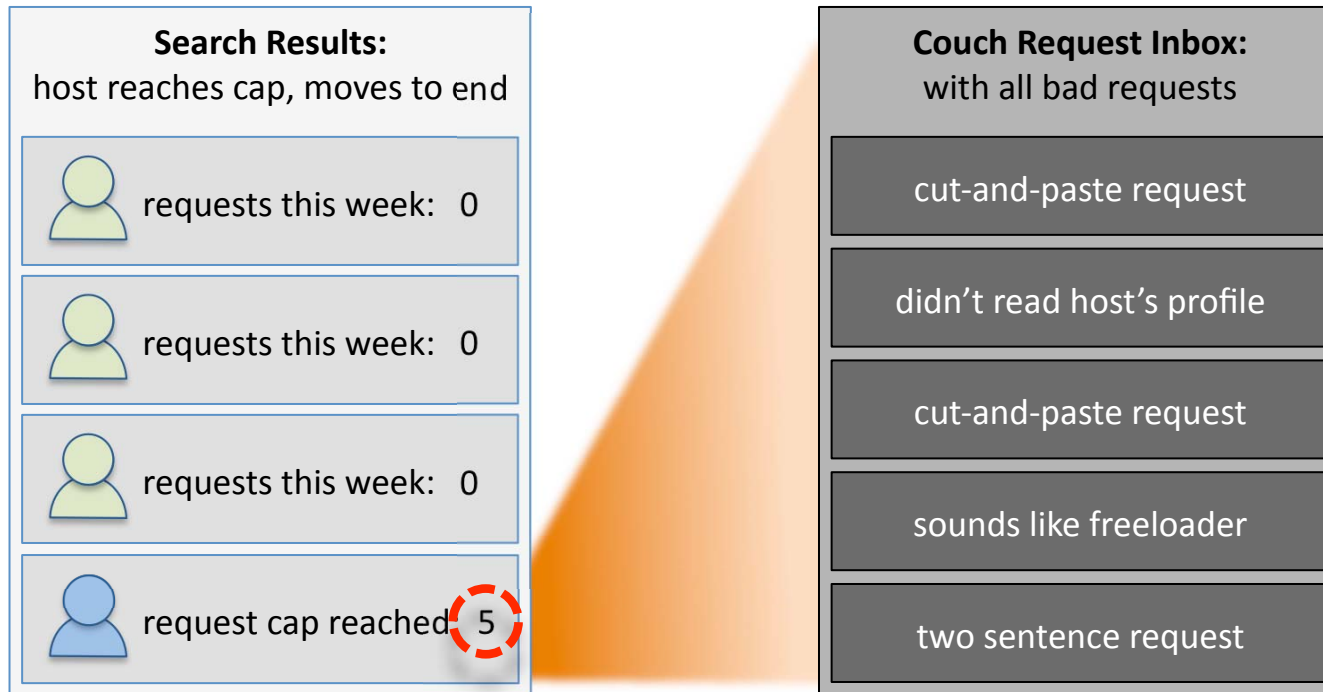 Search Results:
host reaches cap, moves to end
requests this week: 0
requests this week: 0
requests this week: 0
request cap reached 5
Couch Request Inbox:
with all bad requests
cut-and-paste request
didn’t read host’s profile
cut-and-paste request
sounds like freeloader
two sentence request